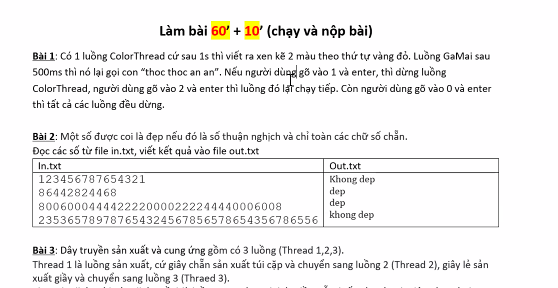 Làm bài 60’ + 10’ (chạy và nộp bài)
Bài 1: Có 1 luồng ColorThread cứ sau 1s thì viết ra xen kẽ 2 màu theo thứ tự vàng đỏ. Luồng GaMai sau
500ms thì nó lại gọi con “thoc thoc an an”. Nếu người dùng gõ vào 1 và enter, thì dừng luồng
ColorThread, người dùng gõ vào 2 và enter thì luồng đó lại chạy tiếp. Còn người dùng gõ vào 0 và enter
thì tất cả các luồng đều dừng.
Bài 2: Một số được coi là đẹp nếu đó là số thuận nghịch và chỉ toàn các chữ số chẵn.
Đọc các số từ file in.txt, viết kết quả vào file out.txt
In.txt Out.txt
123456787654321 Khong dep
86442824468 dep
8006000444222200002222444400060​08 dep
23536578978765432456785657865435678​6556 khong dep
Bài 3: Dây truyền sản xuất và cung ứng gồm có 3 luồng (Thread 1,2,3).
Thread 1 là luồng sản xuất, cứ giây chẵn sản xuất túi cặp và chuyển sang luồng 2 (Thread 2), giây lẻ sản
xuất giầy và chuyển sang luồng 3 (Thraed 3).